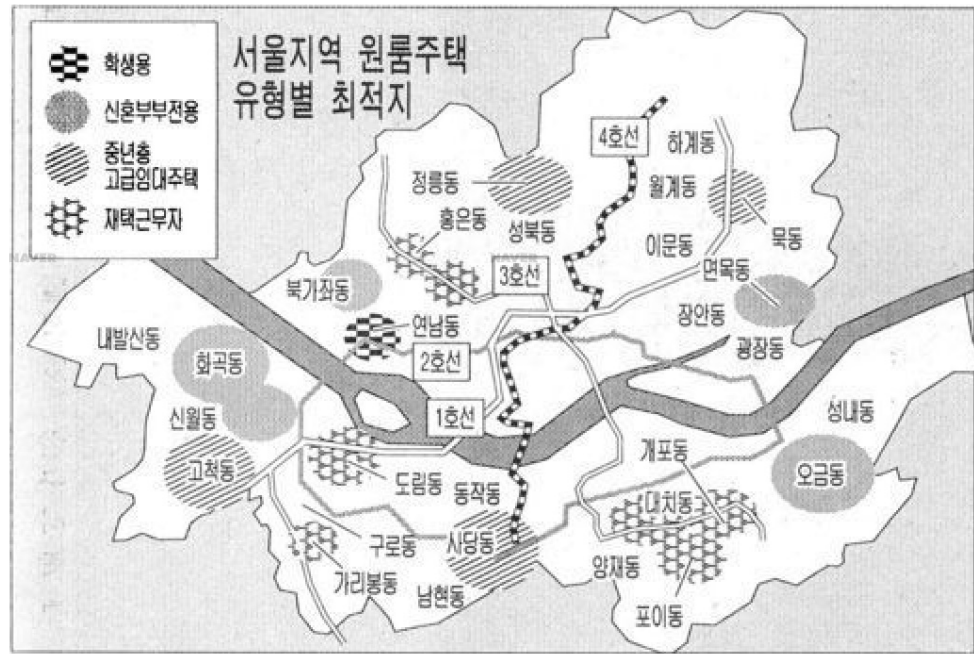 서울지역 원룸주택
유형별 최적지
학생용
신혼부부전용
중년층
고급임대주택
재택근무자
NAVER
NAVER
4호선
하계동
정릉동
월계동
홍은동
성북동
묵동
이문동
3호선
면목동
북가좌동
연남동
장안동
내발산동
화곡동
2호선
광장동
신월동
1호선
성내동
고척동
도림동
동작동
개포동
오금동
대치동
구로동
사당동
가리봉동
남현동
양재동
포이동